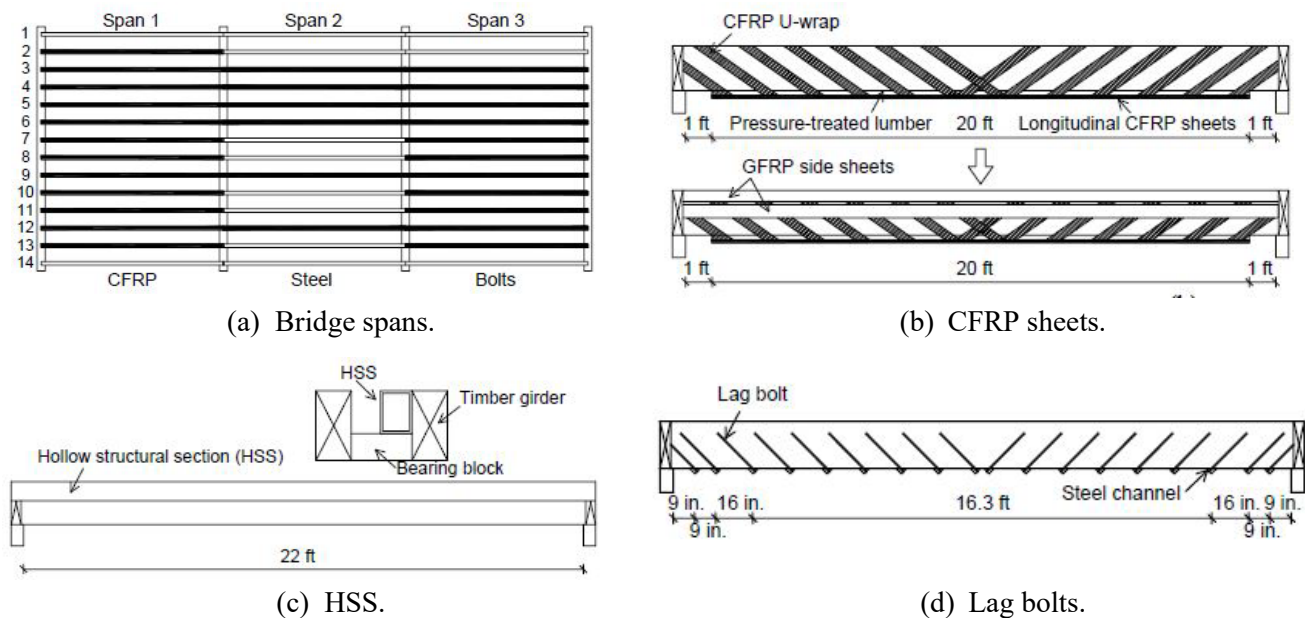 Span 1 Span 2 Span 3
1
2
3
4
5
6
7
8
9
10
11
12
13
14
CFRP Steel Bolts
(a) Bridge spans.
CFRP U-wrap
Pressure-treated lumber Longitudinal CFRP sheets
1 ft 20 ft 1 ft
GFRP side sheets
1 ft 20 ft 1 ft
(b) CFRP sheets.
HSS
Timber girder
Bearing block
Hollow structural section (HSS)
22 ft
(c) HSS.
Lag bolt
Steel channel
9 in. 16 in. 16.3 ft 16 in. 9 in.
9 in. 9 in.
(d) Lag bolts.